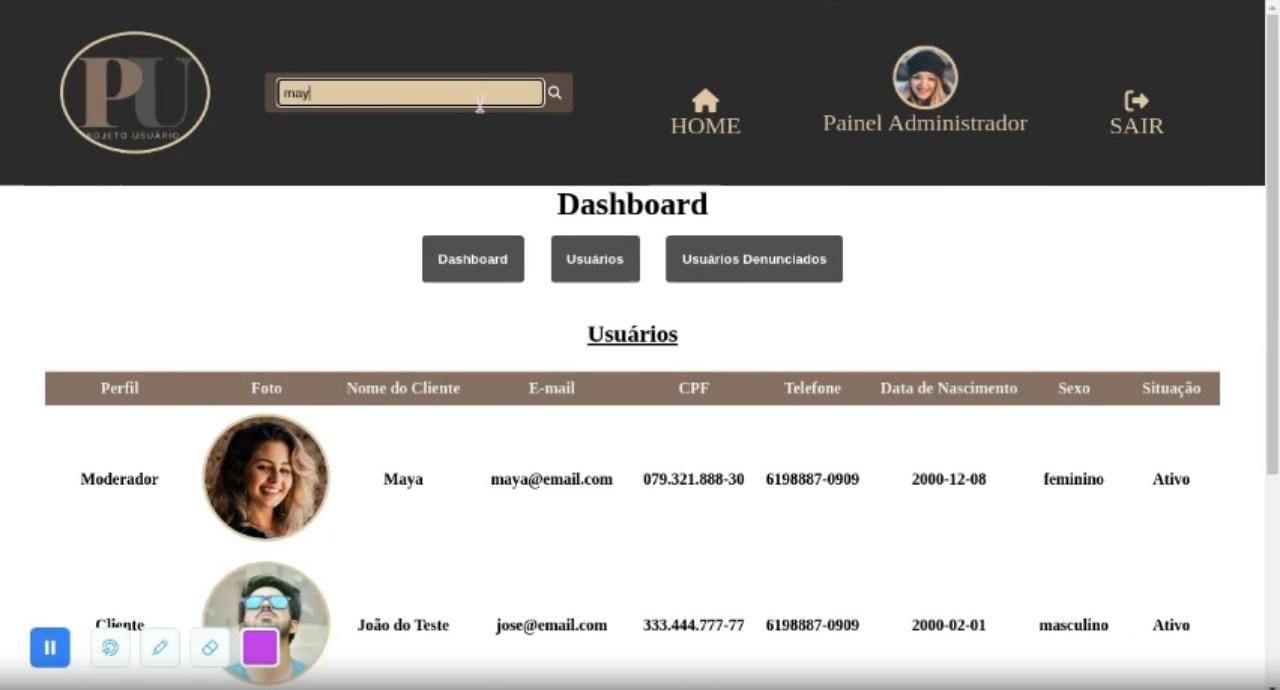 PU
PROJETO USUÁRIO
may
HOME
Painel Administrador
SAIR
Dashboard
Dashboard Usuários Usuários Denunciados
Usuários
Perfil Foto Nome do Cliente E-mail CPF Telefone Data de Nascimento Sexo Situação
Moderador Maya maya@email.com 079.321.888-30 6198887-0909 2000-12-08 feminino Ativo
Cliente João do Teste jose@email.com 333.444.777-77 6198887-0909 2000-02-01 masculino Ativo